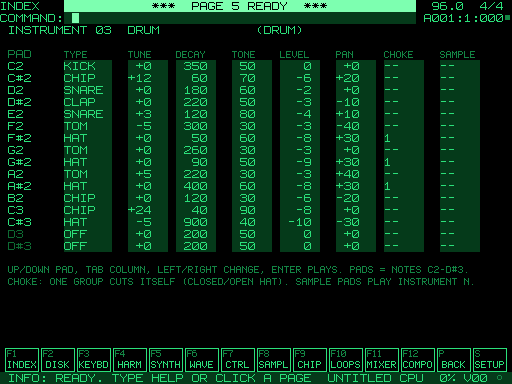 INDEX *** PAGE 5 READY *** 96.0 4/4
COMMAND: A001:1:000
INSTRUMENT 03 DRUM (DRUM)
PAD TYPE TUNE DECAY TONE LEVEL PAN CHOKE SAMPLE
C2 KICK +0 350 50 0 +0 -- --
C#2 CHIP +12 60 70 -6 +20 -- --
D2 SNARE +0 180 60 -2 +0 -- --
D#2 CLAP +0 220 50 -3 -10 -- --
E2 SNARE +3 120 80 -4 +10 -- --
F2 TOM -5 300 30 -3 -40 -- --
F#2 HAT +0 50 60 -8 +30 1 --
G2 TOM +0 260 30 -3 +0 -- --
G#2 HAT +0 90 50 -9 +30 1 --
A2 TOM +5 220 30 -3 +40 -- --
A#2 HAT +0 400 60 -8 +30 1 --
B2 CHIP +0 120 30 -6 -20 -- --
C3 CHIP +24 40 90 -8 +0 -- --
C#3 HAT -5 900 40 -10 -30 -- --
D3 OFF +0 200 50 0 +0 -- --
D#3 OFF +0 200 50 0 +0 -- --
UP/DOWN PAD, TAB COLUMN, LEFT/RIGHT CHANGE, ENTER PLAYS. PADS = NOTES C2-D#3.
CHOKE: ONE GROUP CUTS ITSELF (CLOSED/OPEN HAT). SAMPLE PADS PLAY INSTRUMENT N.
F1 F2 F3 F4 F5 F6 F7 F8 F9 F10 F11 F12 P S
INDEX DISK KEYBD HARM SYNTH WAVE CTRL SAMPL CHIP LOOPS MIXER COMPO BACK SETUP
INFO: READY. TYPE HELP OR CLICK A PAGE UNTITLED CPU 0% V00